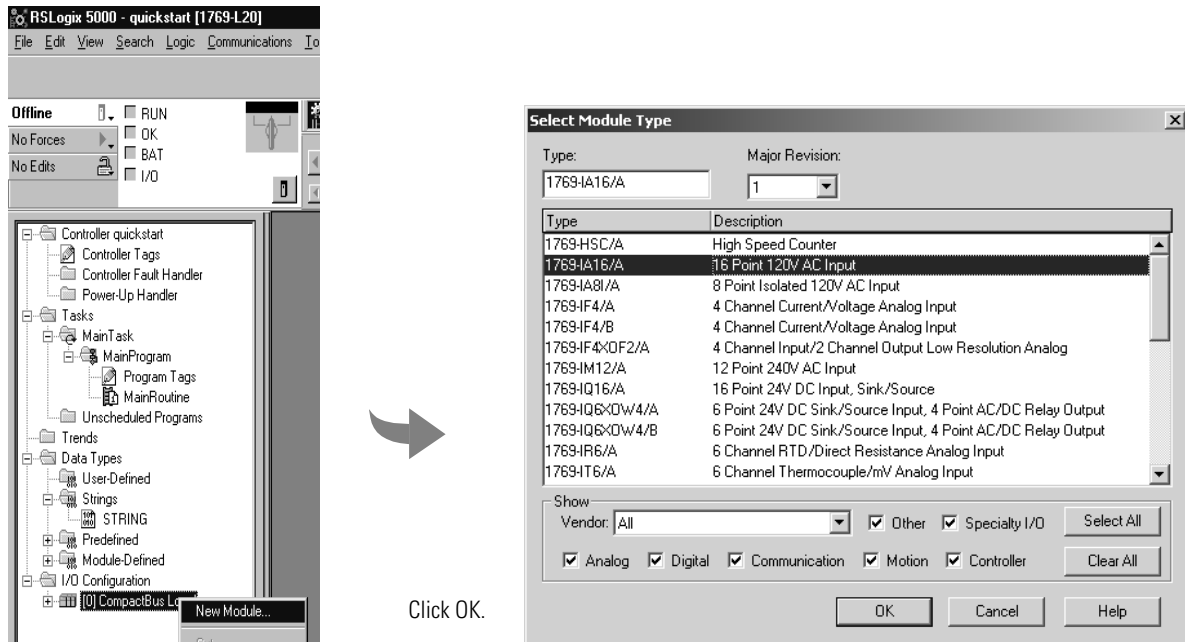 RSLogix 5000 - quickstart [1769-L20]
File Edit View Search Logic Communications To
Offline
RUN
No Forces
OK
BAT
No Edits
I/O
Controller quickstart
Controller Tags
Controller Fault Handler
Power-Up Handler
Tasks
MainTask
MainProgram
Program Tags
MainRoutine
Unscheduled Programs
Trends
Data Types
User-Defined
Strings
STRING
Predefined
Module-Defined
I/O Configuration
[0] CompactBus Lo
New Module...
Click OK.
Select Module Type
Type: Major Revision:
1769-IA16/A 1
Type Description
1769-HSC/A High Speed Counter
1769-IA16/A 16 Point 120V AC Input
1769-IA8I/A 8 Point Isolated 120V AC Input
1769-IF4/A 4 Channel Current/Voltage Analog Input
1769-IF4/B 4 Channel Current/Voltage Analog Input
1769-IF4XOF2/A 4 Channel Input/2 Channel Output Low Resolution Analog
1769-IM12/A 12 Point 240V AC Input
1769-IQ16/A 16 Point 24V DC Input, Sink/Source
1769-IQ6XOW4/A 6 Point 24V DC Sink/Source Input, 4 Point AC/DC Relay Output
1769-IQ6XOW4/B 6 Point 24V DC Sink/Source Input, 4 Point AC/DC Relay Output
1769-IR6/A 6 Channel RTD/Direct Resistance Analog Input
1769-IT6/A 6 Channel Thermocouple/mV Analog Input
Show
Vendor: All Other Specialty I/O Select All
Analog Digital Communication Motion Controller Clear All
OK Cancel Help